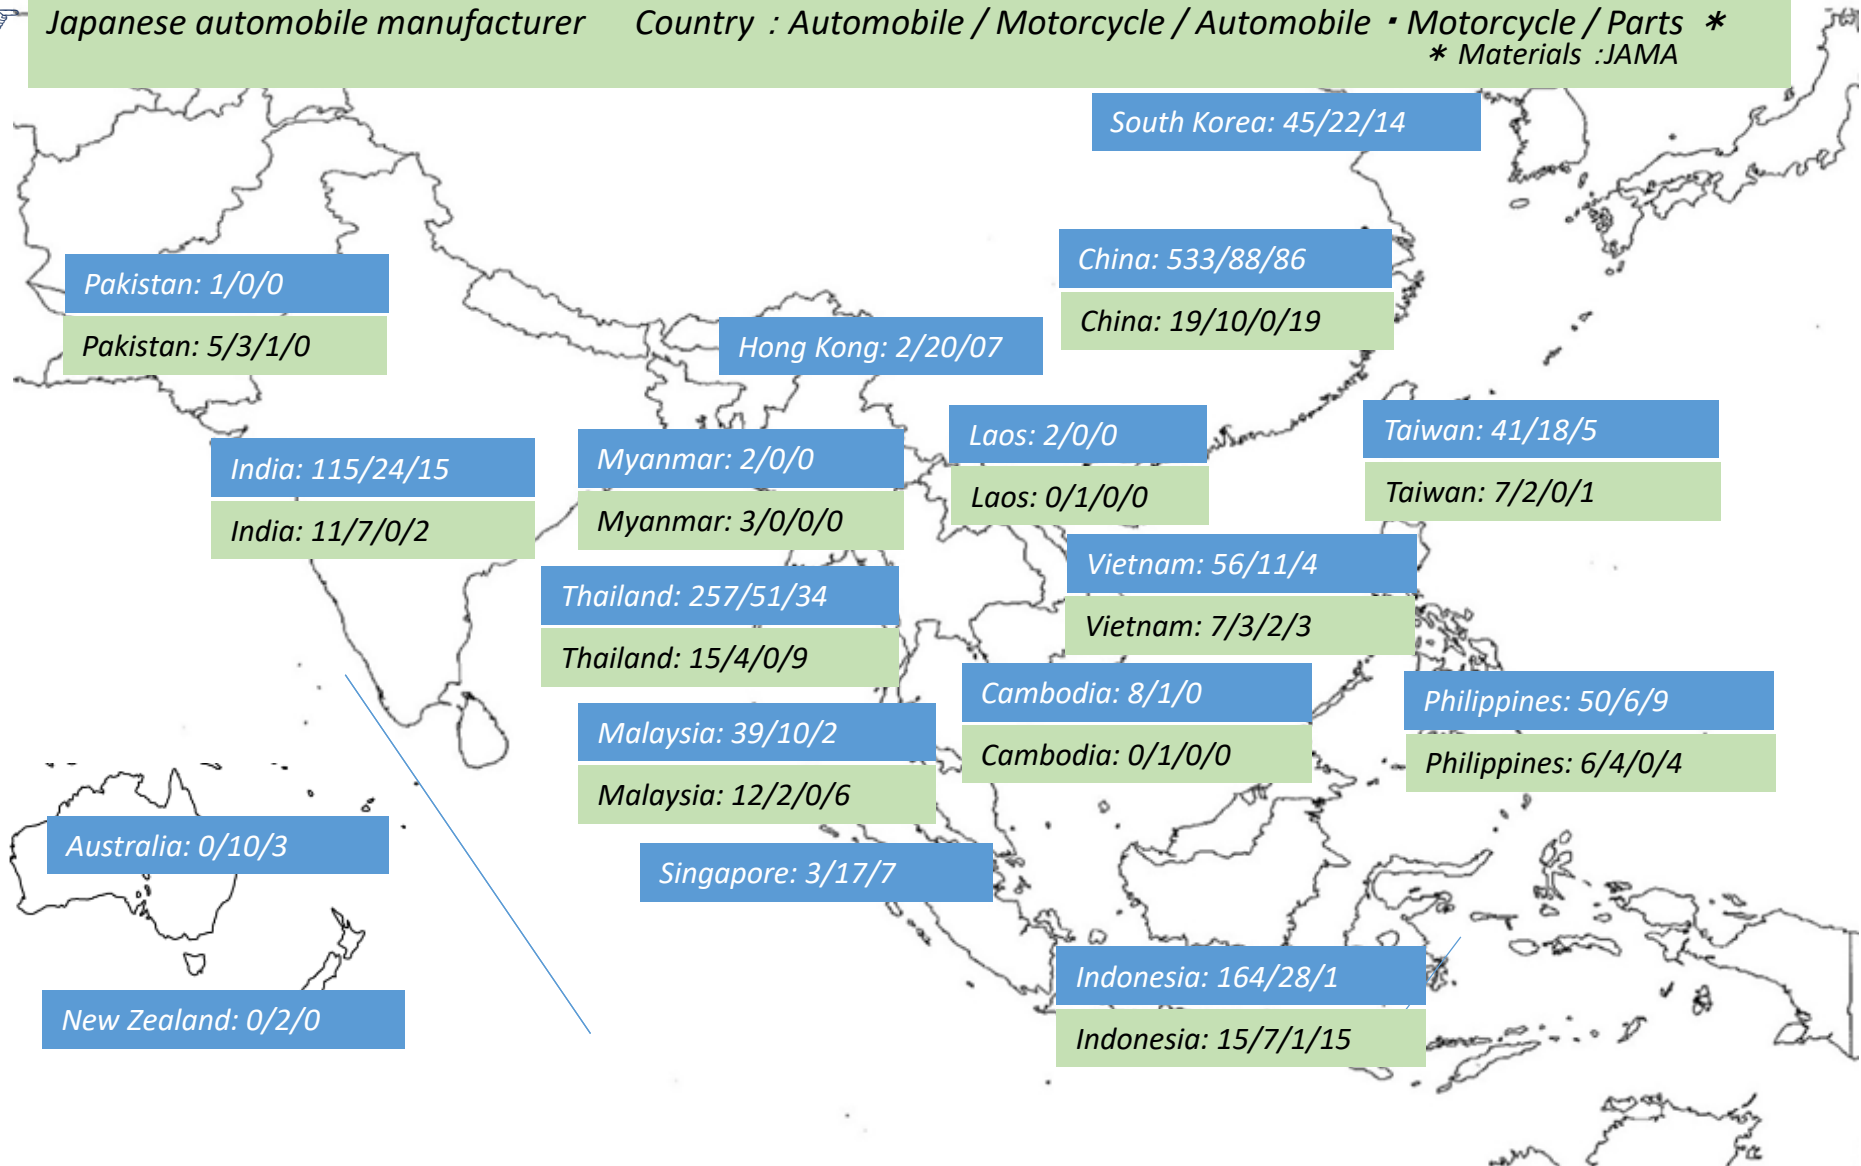 Japanese automobile manufacturer Country : Automobile / Motorcycle / Automobile・Motorcycle / Parts *
* Materials :JAMA
South Korea: 45/22/14
China: 533/88/86
China: 19/10/0/19
Pakistan: 1/0/0
Pakistan: 5/3/1/0
Hong Kong: 2/20/07
India: 115/24/15
India: 11/7/0/2
Myanmar: 2/0/0
Myanmar: 3/0/0/0
Laos: 2/0/0
Laos: 0/1/0/0
Taiwan: 41/18/5
Taiwan: 7/2/0/1
Thailand: 257/51/34
Thailand: 15/4/0/9
Vietnam: 56/11/4
Vietnam: 7/3/2/3
Malaysia: 39/10/2
Malaysia: 12/2/0/6
Cambodia: 8/1/0
Cambodia: 0/1/0/0
Philippines: 50/6/9
Philippines: 6/4/0/4
Australia: 0/10/3
Singapore: 3/17/7
New Zealand: 0/2/0
Indonesia: 164/28/1
Indonesia: 15/7/1/15